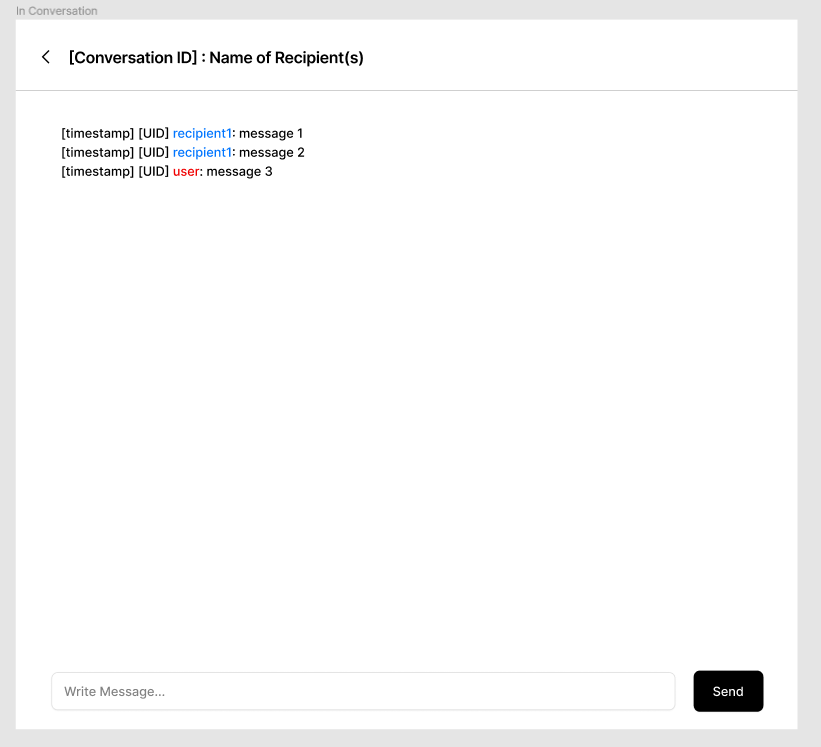 In Conversation
[Conversation ID] : Name of Recipient(s)
[timestamp] [UID] recipient1: message 1
[timestamp] [UID] recipient1: message 2
[timestamp] [UID] user: message 3
Write Message...
Send